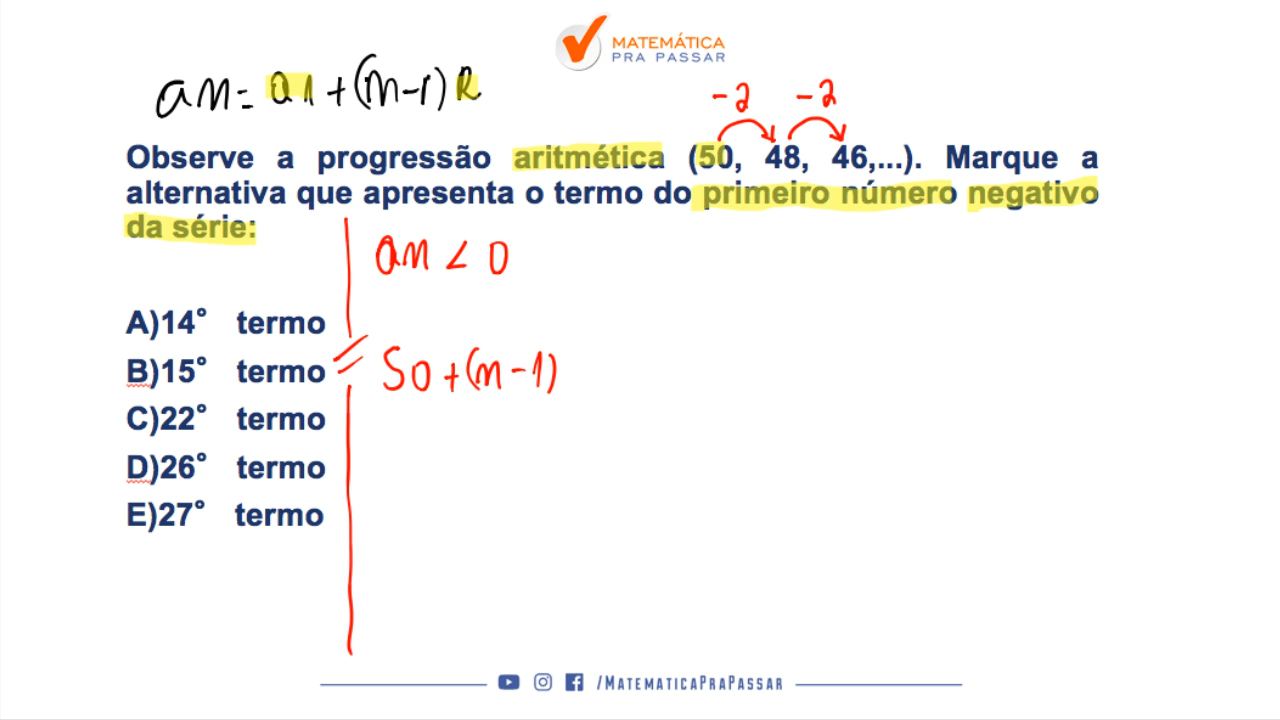 MATEMÁTICA
PRA PASSAR
an = a1 + (n-1) R
-2 -2
Observe a progressão aritmética (50, 48, 46,...). Marque a
alternativa que apresenta o termo do primeiro número negativo
da série:
an < 0
A)14° termo
B)15° termo
50 + (n - 1)
C)22° termo
D)26° termo
E)27° termo
/MATEMATICAPRAPASSAR